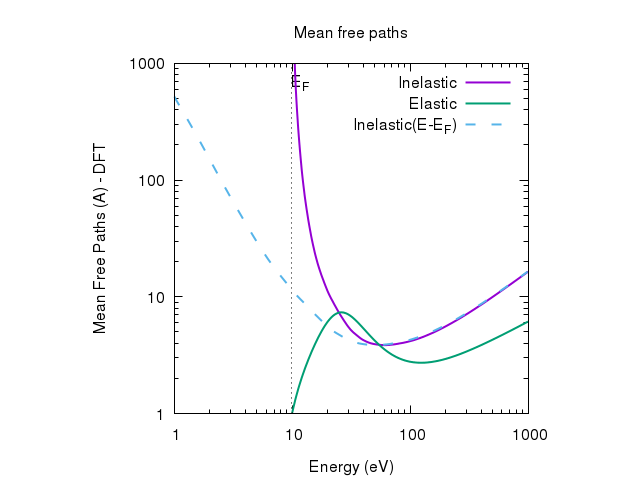 Mean free paths
1000
100
10
1
1
10
100
1000
Mean Free Paths (A) - DFT
Energy (eV)
E_F
Inelastic
Elastic
Inelastic(E-E_F)